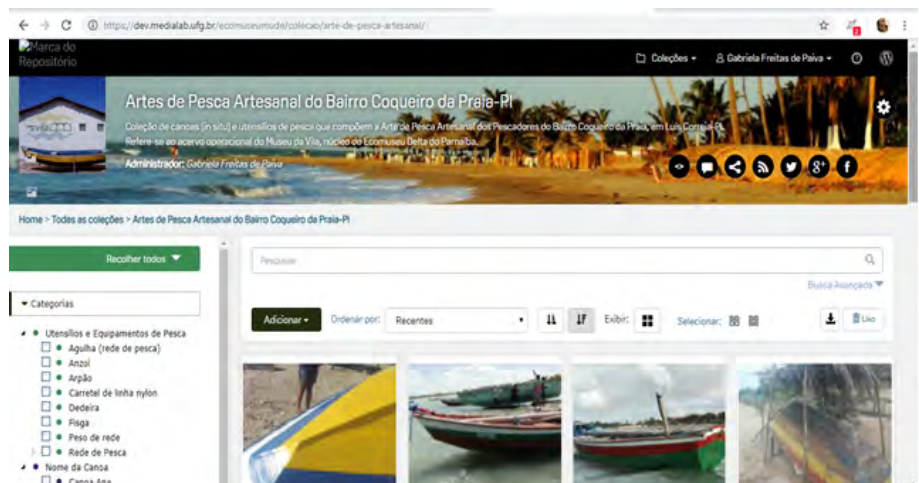 https://dev.medialab.ufg.br/ecomuseumude/colecao/arte-de-pesca-artesanal/
Marca do
Repositório
Coleções
Gabriela Freitas de Paiva
Artes de Pesca Artesanal do Bairro Coqueiro da Praia-PI
Coleção de canoas (in situ) e utensílios de pesca que compõem a Arte da Pesca Artesanal dos Pescadores do Bairro Coqueiro da Praia, em Luis Correia-PI.
Refere-se ao acervo operacional do Museu da Vila, núcleo do Ecomuseu Delta do Parnaíba.
Administrador: Gabriela Freitas de Paiva
Home > Todas as coleções > Artes de Pesca Artesanal do Bairro Coqueiro da Praia-PI
Recolher todos
Pesquisar
Busca Avançada
Categorias
Adicionar
Ordenar por:
Recentes
Exibir:
Selecionar:
Lixo
Utensílios e Equipamentos de Pesca
Agulha (rede de pesca)
Anzol
Arpão
Carretel de linha nylon
Dedeira
Fisga
Peso de rede
Rede de Pesca
Nome da Canoa
Canoa